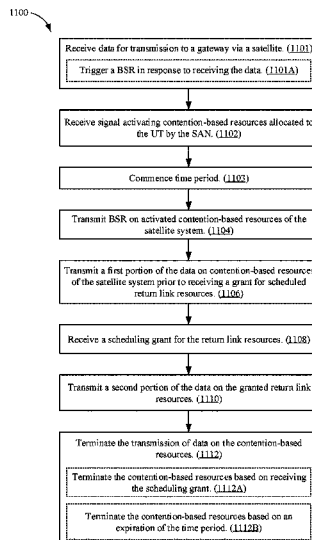 1100
Receive data for transmission to a gateway via a satellite. (1101)
Trigger a BSR in response to receiving the data. (1101A)
Receive signal activating contention-based resources allocated to
the UT by the SAN. (1102)
Commence time period. (1103)
Transmit BSR on activated contention-based resources of the
satellite system. (1104)
Transmit a first portion of the data on contention-based resources
of the satellite system prior to receiving a grant for scheduled
return link resources. (1106)
Receive a scheduling grant for the return link resources. (1108)
Transmit a second portion of the data on the granted return link
resources. (1110)
Terminate the transmission of data on the contention-based
resources. (1112)
Terminate the contention-based resources based on receiving
the scheduling grant. (1112A)
Terminate the contention-based resources based on an
expiration of the time period. (1112B)